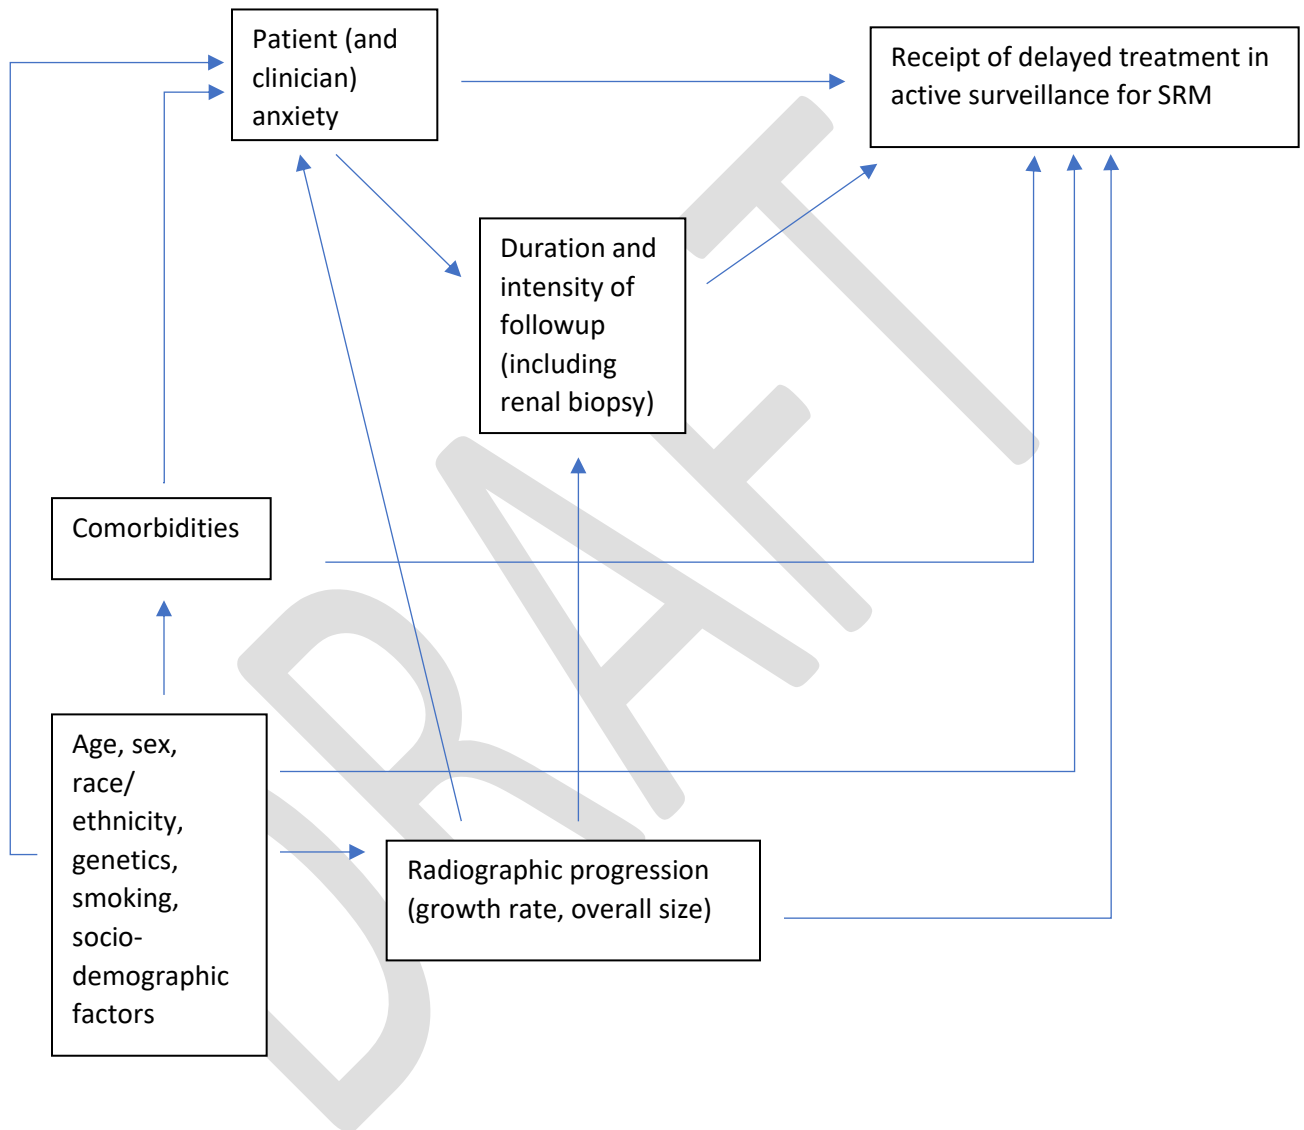 Patient (and
clinician)
anxiety
Receipt of delayed treatment in
active surveillance for SRM
Duration and
intensity of
followup
(including
renal biopsy)
Comorbidities
Age, sex,
race/
ethnicity,
genetics,
smoking,
socio-
demographic
factors
Radiographic progression
(growth rate, overall size)
DRAFT